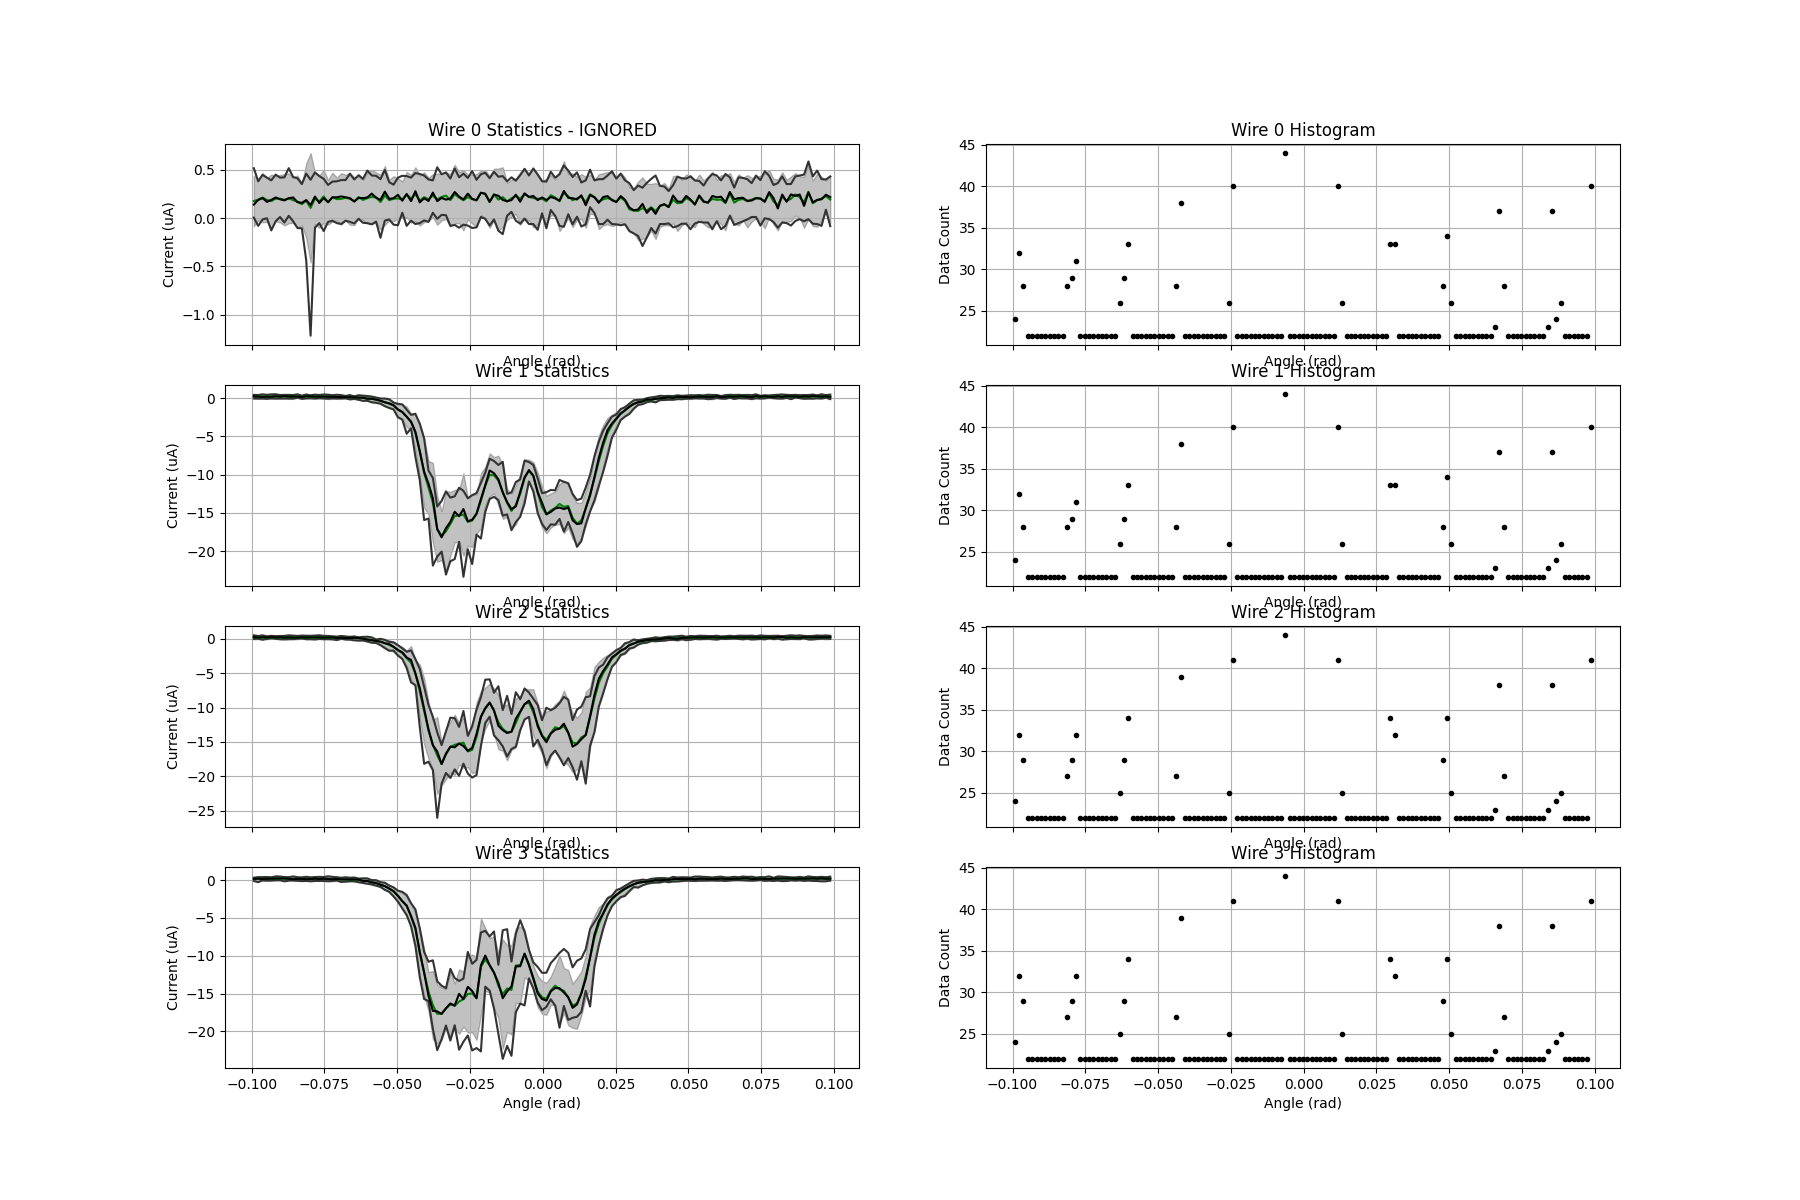 Wire 0 Statistics - IGNORED
Current (uA)
0.5
0.0
−0.5
−1.0
Angle (rad)
Wire 0 Histogram
Data Count
45
40
35
30
25
Angle (rad)
Wire 1 Statistics
Current (uA)
0
−5
−10
−15
−20
Angle (rad)
Wire 1 Histogram
Data Count
45
40
35
30
25
Angle (rad)
Wire 2 Statistics
Current (uA)
0
−5
−10
−15
−20
−25
Angle (rad)
Wire 2 Histogram
Data Count
45
40
35
30
25
Angle (rad)
Wire 3 Statistics
Current (uA)
0
−5
−10
−15
−20
−0.100 −0.075 −0.050 −0.025 0.000 0.025 0.050 0.075 0.100
Angle (rad)
Wire 3 Histogram
Data Count
45
40
35
30
25
−0.100 −0.075 −0.050 −0.025 0.000 0.025 0.050 0.075 0.100
Angle (rad)